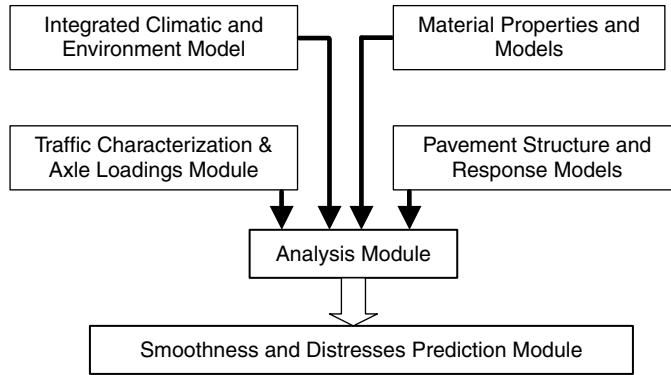 Integrated Climatic and
Environment Model
Material Properties and
Models
Traffic Characterization &
Axle Loadings Module
Pavement Structure and
Response Models
Analysis Module
Smoothness and Distresses Prediction Module